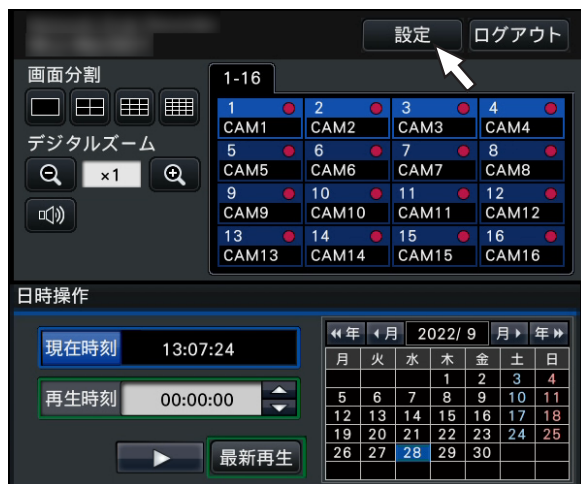 設定 ログアウト
画面分割
1-16
1 2 3 4
CAM1 CAM2 CAM3 CAM4
デジタルズーム
5 6 7 8
CAM5 CAM6 CAM7 CAM8
×1
9 10 11 12
CAM9 CAM10 CAM11 CAM12
13 14 15 16
CAM13 CAM14 CAM15 CAM16
日時操作
現在時刻 13:07:24
再生時刻 00:00:00
最新再生
年 月 2022/ 9 月 年
月 火 水 木 金 土 日
1 2 3 4
5 6 7 8 9 10 11
12 13 14 15 16 17 18
19 20 21 22 23 24 25
26 27 28 29 30